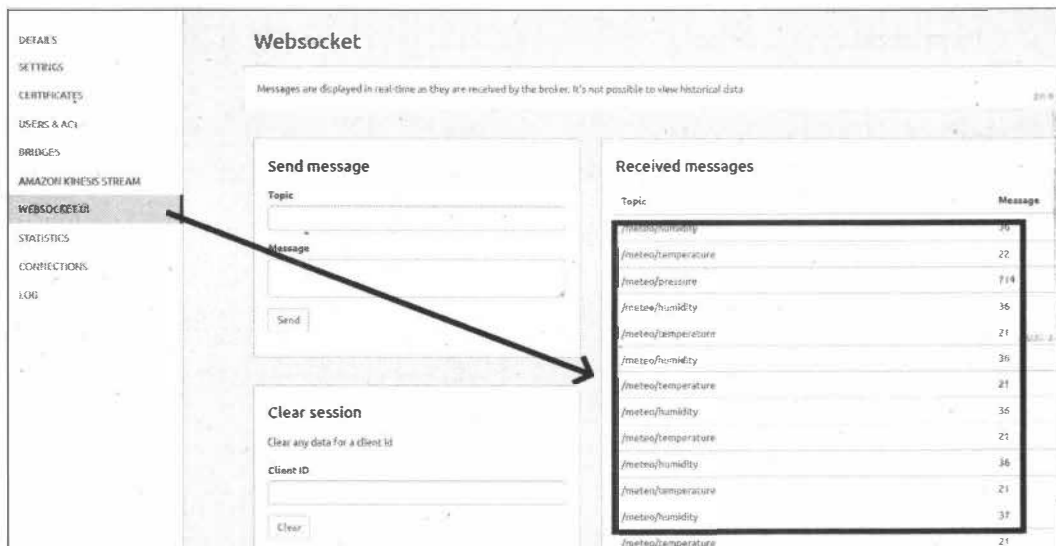 DETAILS
SETTINGS
CERTIFICATES
USERS & ACL
BRIDGES
AMAZON KINESIS STREAM
WEBSOCKET UI
STATISTICS
CONNECTIONS
LOG
Websocket
Messages are displayed in real-time as they are received by the broker. It's not possible to view historical data
Send message
Topic
Message
Send
Clear session
Clear any data for a client id
Client ID
Clear
Received messages
Topic Message
/meteo/humidity 36
/meteo/temperature 22
/meteo/pressure 714
/meteo/humidity 36
/meteo/temperature 21
/meteo/humidity 36
/meteo/temperature 21
/meteo/humidity 36
/meteo/temperature 21
/meteo/humidity 36
/meteo/temperature 21
/meteo/humidity 37
/meteo/temperature 21